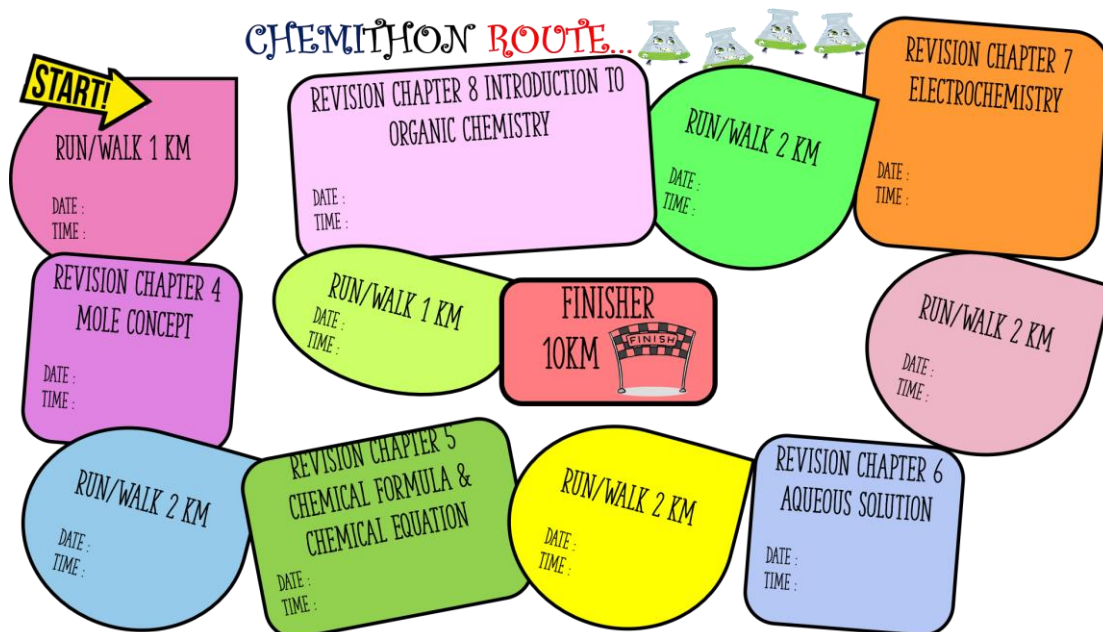 CHEMITHON ROUTE...
START!
RUN/WALK 1 KM
DATE :
TIME :
REVISION CHAPTER 4
MOLE CONCEPT
DATE :
TIME :
RUN/WALK 2 KM
DATE :
TIME :
REVISION CHAPTER 5
CHEMICAL FORMULA &
CHEMICAL EQUATION
DATE :
TIME :
RUN/WALK 2 KM
DATE :
TIME :
REVISION CHAPTER 6
AQUEOUS SOLUTION
DATE :
TIME :
RUN/WALK 2 KM
DATE :
TIME :
REVISION CHAPTER 7
ELECTROCHEMISTRY
DATE :
TIME :
RUN/WALK 2 KM
DATE :
TIME :
REVISION CHAPTER 8 INTRODUCTION TO
ORGANIC CHEMISTRY
DATE :
TIME :
RUN/WALK 1 KM
DATE :
TIME :
FINISHER
10KM
FINISH